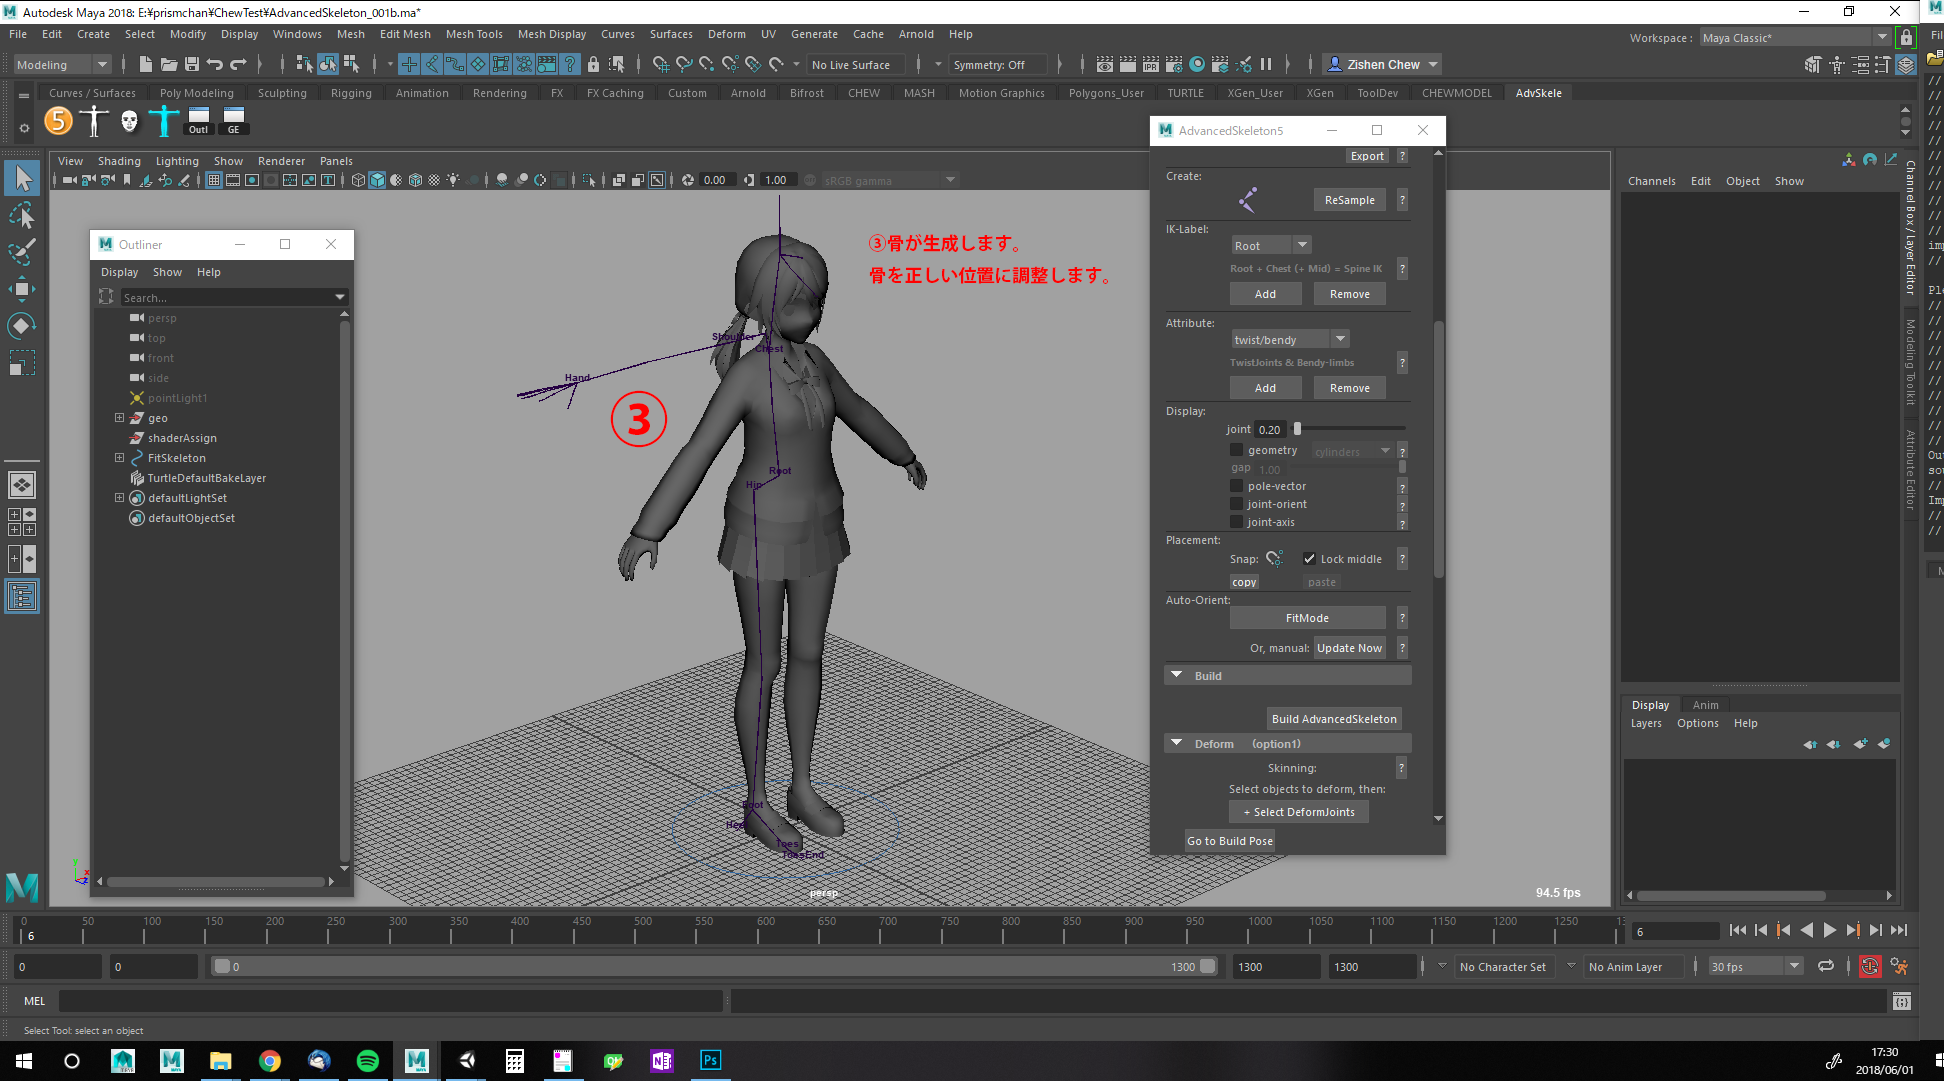 Autodesk Maya 2018: E:¥prismchan¥ChewTest¥AdvancedSkeleton_001b.ma*
File Edit Create Select Modify Display Windows Mesh Edit Mesh Mesh Tools Mesh Display Curves Surfaces Deform UV Generate Cache Arnold Help
Workspace : Maya Classic*
Modeling
No Live Surface
Symmetry: Off
Zishen Chew
Curves / Surfaces Poly Modeling Sculpting Rigging Animation Rendering FX FX Caching Custom Arnold Bifrost CHEW MASH Motion Graphics Polygons_User TURTLE XGen_User XGen ToolDev CHEWMODEL AdvSkele
5
Outl GE
View Shading Lighting Show Renderer Panels
0.00 1.00 sRGB gamma
Outliner
Display Show Help
Search...
persp
top
front
side
pointLight1
geo
shaderAssign
FitSkeleton
TurtleDefaultBakeLayer
defaultLightSet
defaultObjectSet
③骨が生成します。
骨を正しい位置に調整します。
③
Shoulder
Chest
Hand
Root
Hip
Toes
ToesEnd
persp
94.5 fps
AdvancedSkeleton5
Export ?
Create:
ReSample ?
IK-Label:
Root
Root + Chest (+ Mid) = Spine IK ?
Add Remove
Attribute:
twist/bendy
TwistJoints & Bendy-limbs ?
Add Remove
Display:
joint 0.20
geometry cylinders ?
gap 1.00
pole-vector ?
joint-orient ?
joint-axis ?
Placement:
Snap: Lock middle ?
copy paste
Auto-Orient:
FitMode ?
Or, manual: Update Now ?
Build
Build AdvancedSkeleton
Deform (option1)
Skinning: ?
Select objects to deform, then:
+ Select DeformJoints
Go to Build Pose
Channels Edit Object Show
Channel Box / Layer Editor
Modeling Toolkit
Attribute Editor
Display Anim
Layers Options Help
0 50 100 150 200 250 300 350 400 450 500 550 600 650 700 750 800 850 900 950 1000 1050 1100 1150 1200 1250
6
6
0 0 0 1300 1300 1300 No Character Set No Anim Layer 30 fps
MEL
Select Tool: select an object
17:30
2018/06/01